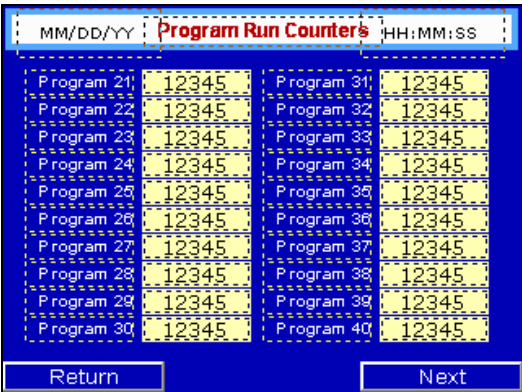 MM/DD/YY Program Run Counters HH:MM:SS
Program 21 12345 Program 31 12345
Program 22 12345 Program 32 12345
Program 23 12345 Program 33 12345
Program 24 12345 Program 34 12345
Program 25 12345 Program 35 12345
Program 26 12345 Program 36 12345
Program 27 12345 Program 37 12345
Program 28 12345 Program 38 12345
Program 29 12345 Program 39 12345
Program 30 12345 Program 40 12345
Return Next